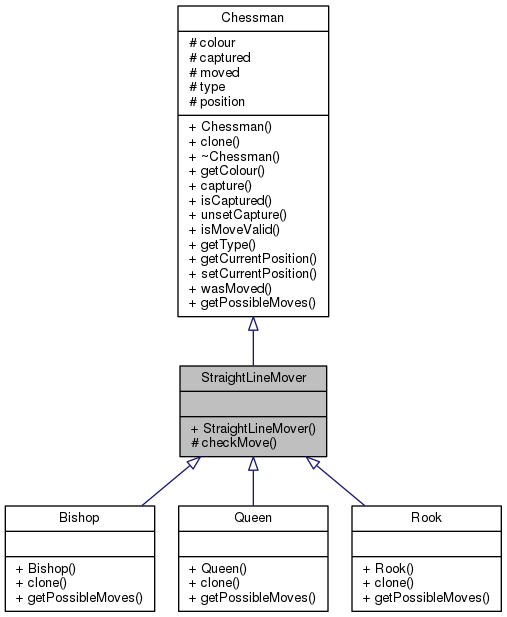 Chessman
# colour
# captured
# moved
# type
# position
+ Chessman()
+ clone()
+ ~Chessman()
+ getColour()
+ capture()
+ isCaptured()
+ unsetCapture()
+ isMoveValid()
+ getType()
+ getCurrentPosition()
+ setCurrentPosition()
+ wasMoved()
+ getPossibleMoves()
StraightLineMover
+ StraightLineMover()
# checkMove()
Bishop
+ Bishop()
+ clone()
+ getPossibleMoves()
Queen
+ Queen()
+ clone()
+ getPossibleMoves()
Rook
+ Rook()
+ clone()
+ getPossibleMoves()